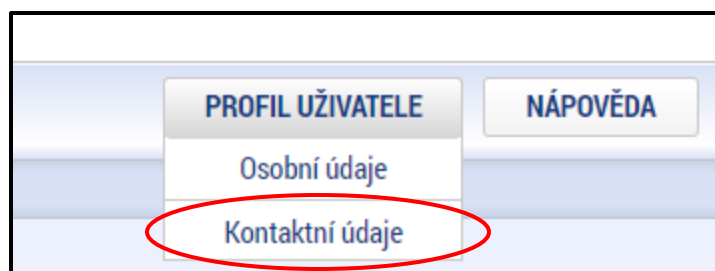 PROFIL UŽIVATELE NÁPOVĚDA
Osobní údaje
Kontaktní údaje